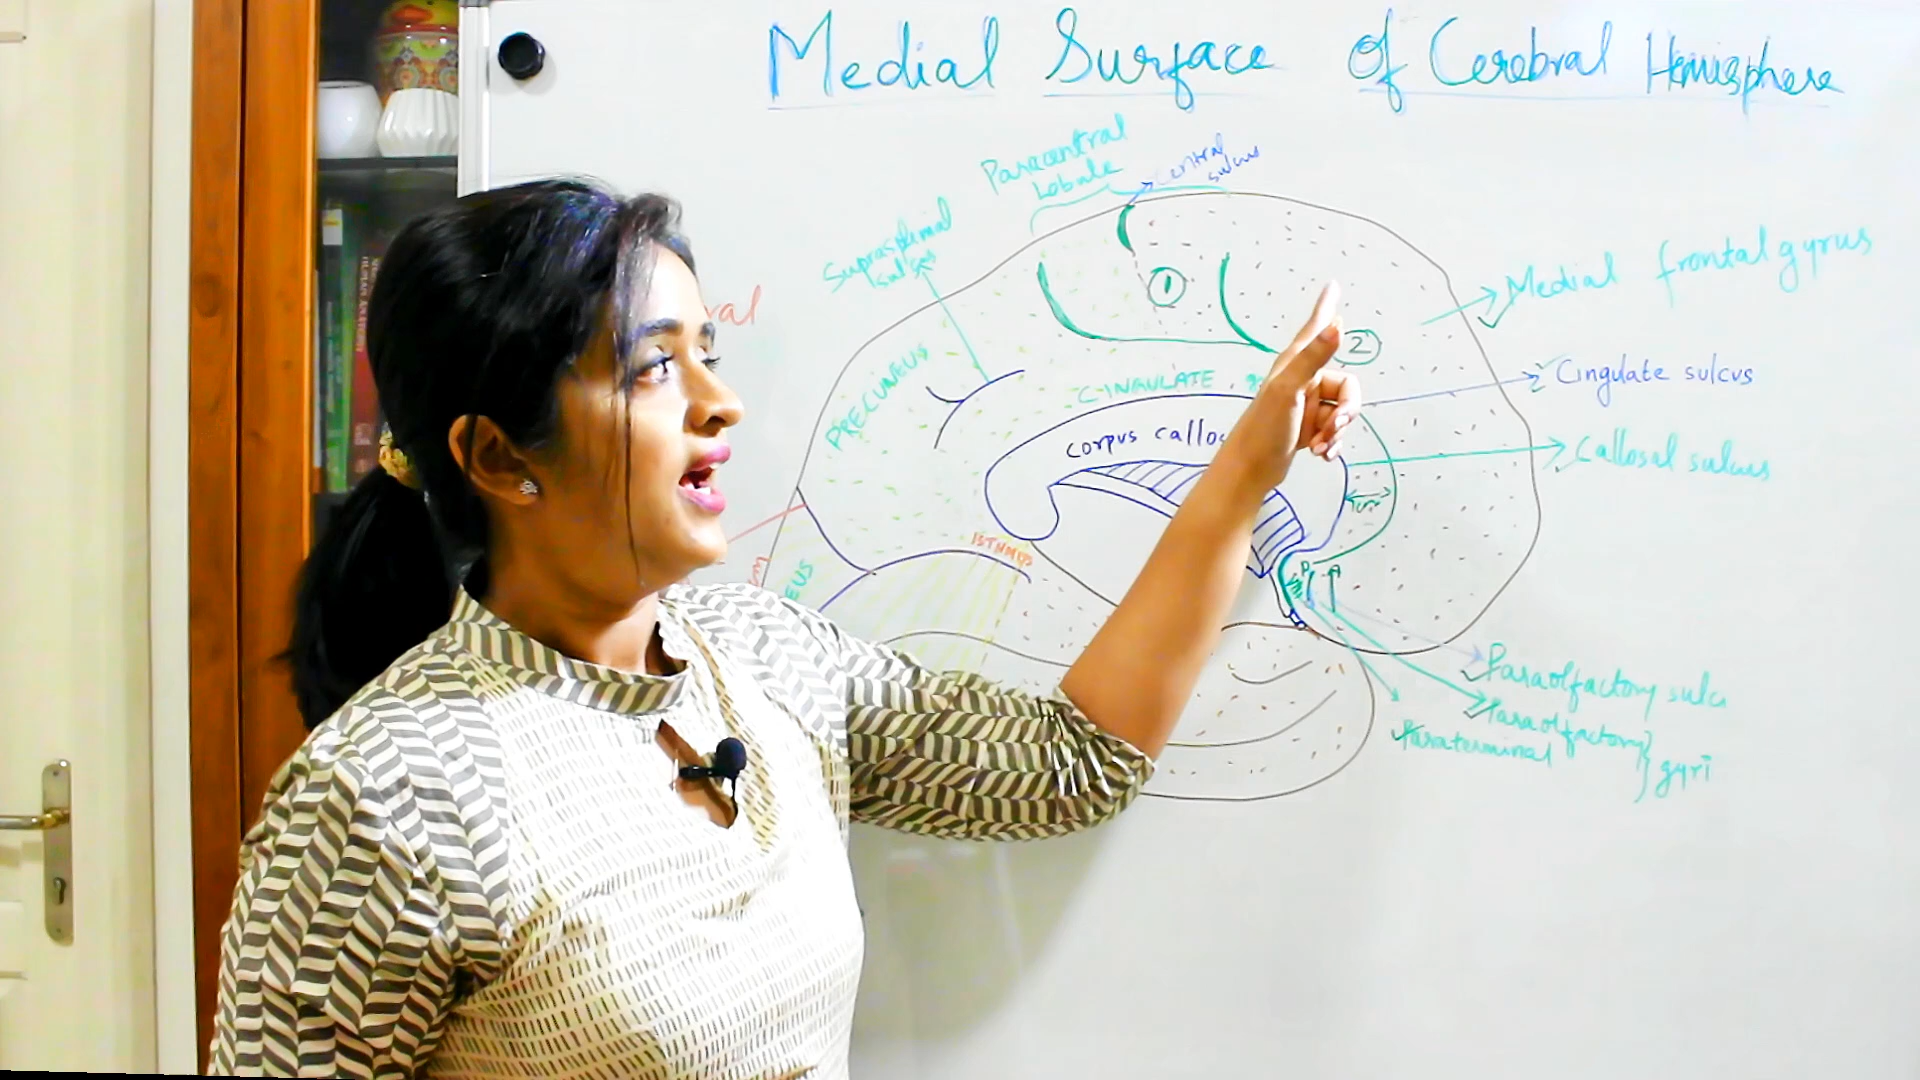 Medial Surface Of Cerebral Hemisphere
Paracentral
Lobule
Central
sulcus
Suprasplenial
sulcus
Medial frontal gyrus
1
2
PRECUNEUS
CINGULATE
Cingulate sulcus
corpus callos
Callosal sulcus
ISTHMUS
EUS
P
A
Paraolfactory sulci
Paraolfactory
Paraterminal
gyri